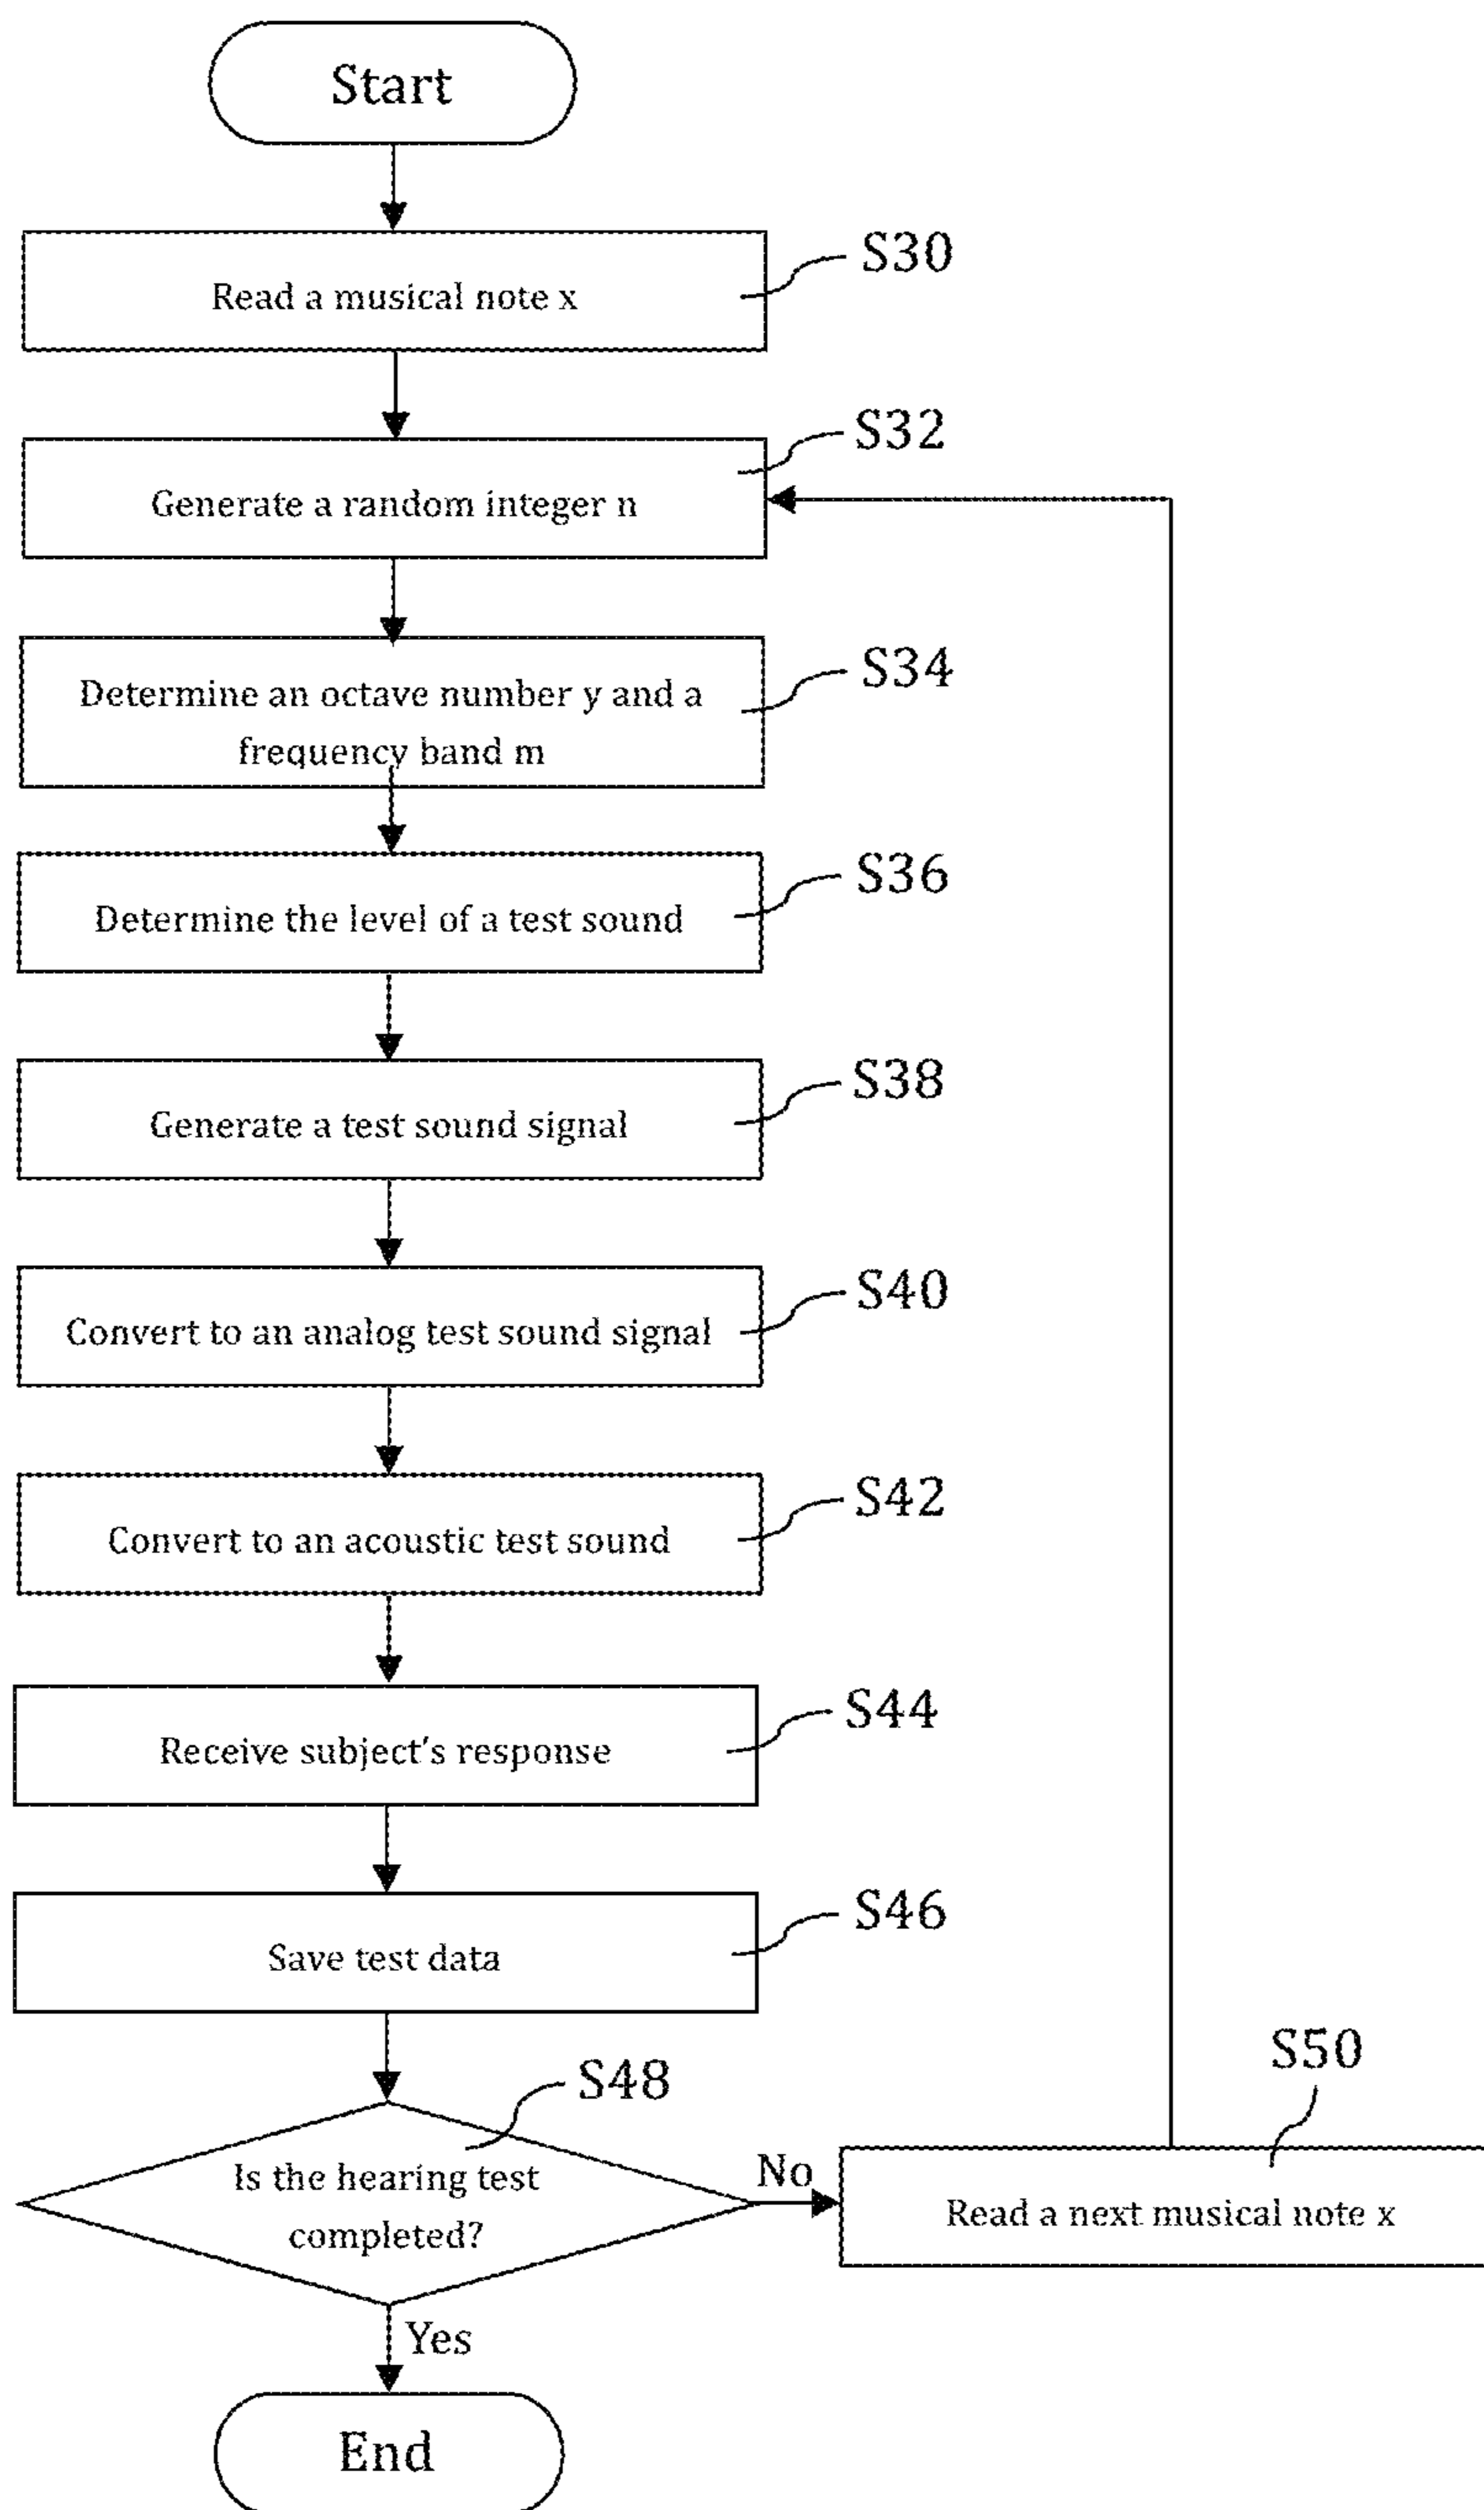 Start
Read a musical note x
S30
Generate a random integer n
S32
Determine an octave number y and a
frequency band m
S34
Determine the level of a test sound
S36
Generate a test sound signal
S38
Convert to an analog test sound signal
S40
Convert to an acoustic test sound
S42
Receive subject's response
S44
Save test data
S46
Is the hearing test
completed?
S48
No
Read a next musical note x
S50
Yes
End